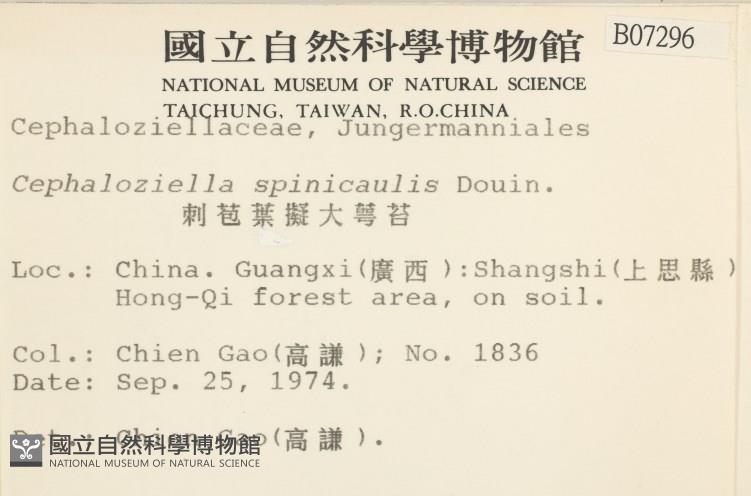 國立自然科學博物館
B07296
NATIONAL MUSEUM OF NATURAL SCIENCE
TAICHUNG, TAIWAN, R.O.CHINA
Cephaloziellaceae, Jungermanniales
Cephaloziella spinicaulis Douin.
刺苞葉擬大萼苔
Loc.: China. Guangxi(廣西):Shangshi(上思縣)
Hong-Qi forest area, on soil.
Col.: Chien Gao(高謙); No. 1836
Date: Sep. 25, 1974.
Det.: Chien Gao(高謙).
國立自然科學博物館
NATIONAL MUSEUM OF NATURAL SCIENCE